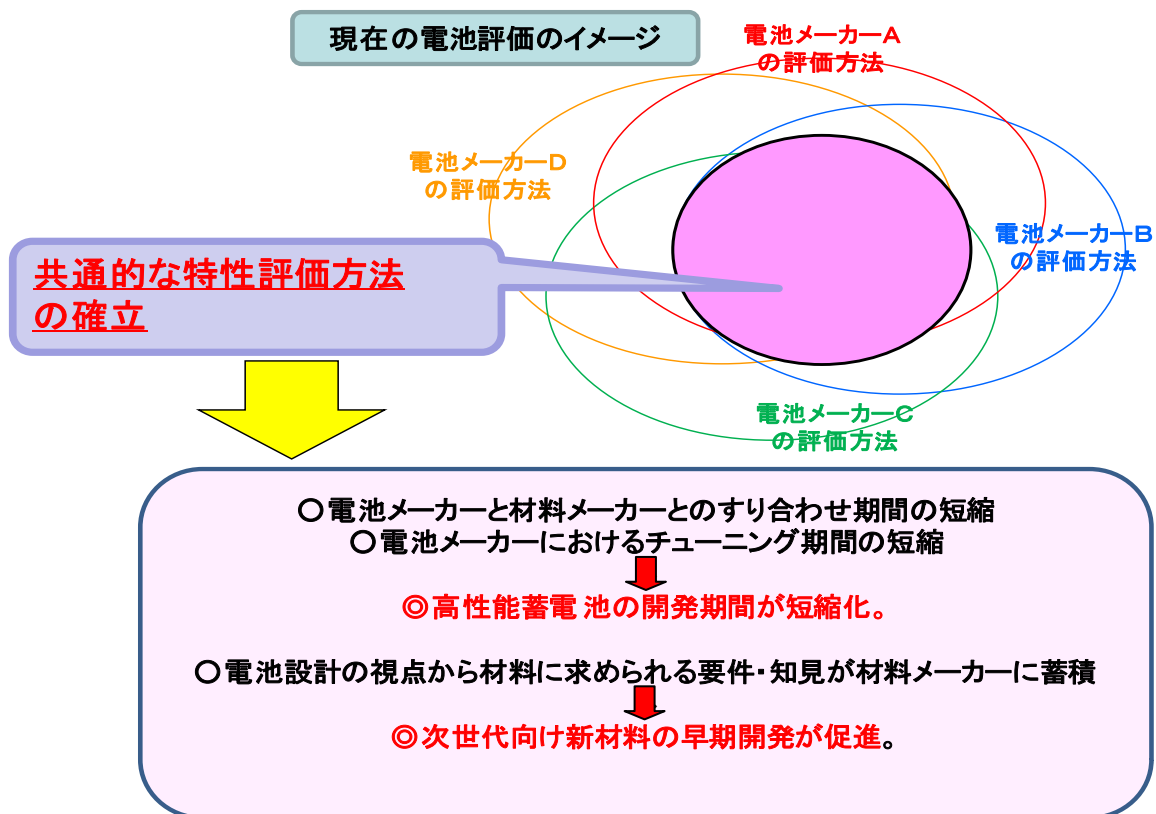 現在の電池評価のイメージ
電池メーカーA
の評価方法
電池メーカーD
の評価方法
電池メーカーB
の評価方法
共通的な特性評価方法
の確立
電池メーカーC
の評価方法
〇電池メーカーと材料メーカーとのすり合わせ期間の短縮
〇電池メーカーにおけるチューニング期間の短縮
◎高性能蓄電池の開発期間が短縮化。
〇電池設計の視点から材料に求められる要件・知見が材料メーカーに蓄積
◎次世代向け新材料の早期開発が促進。